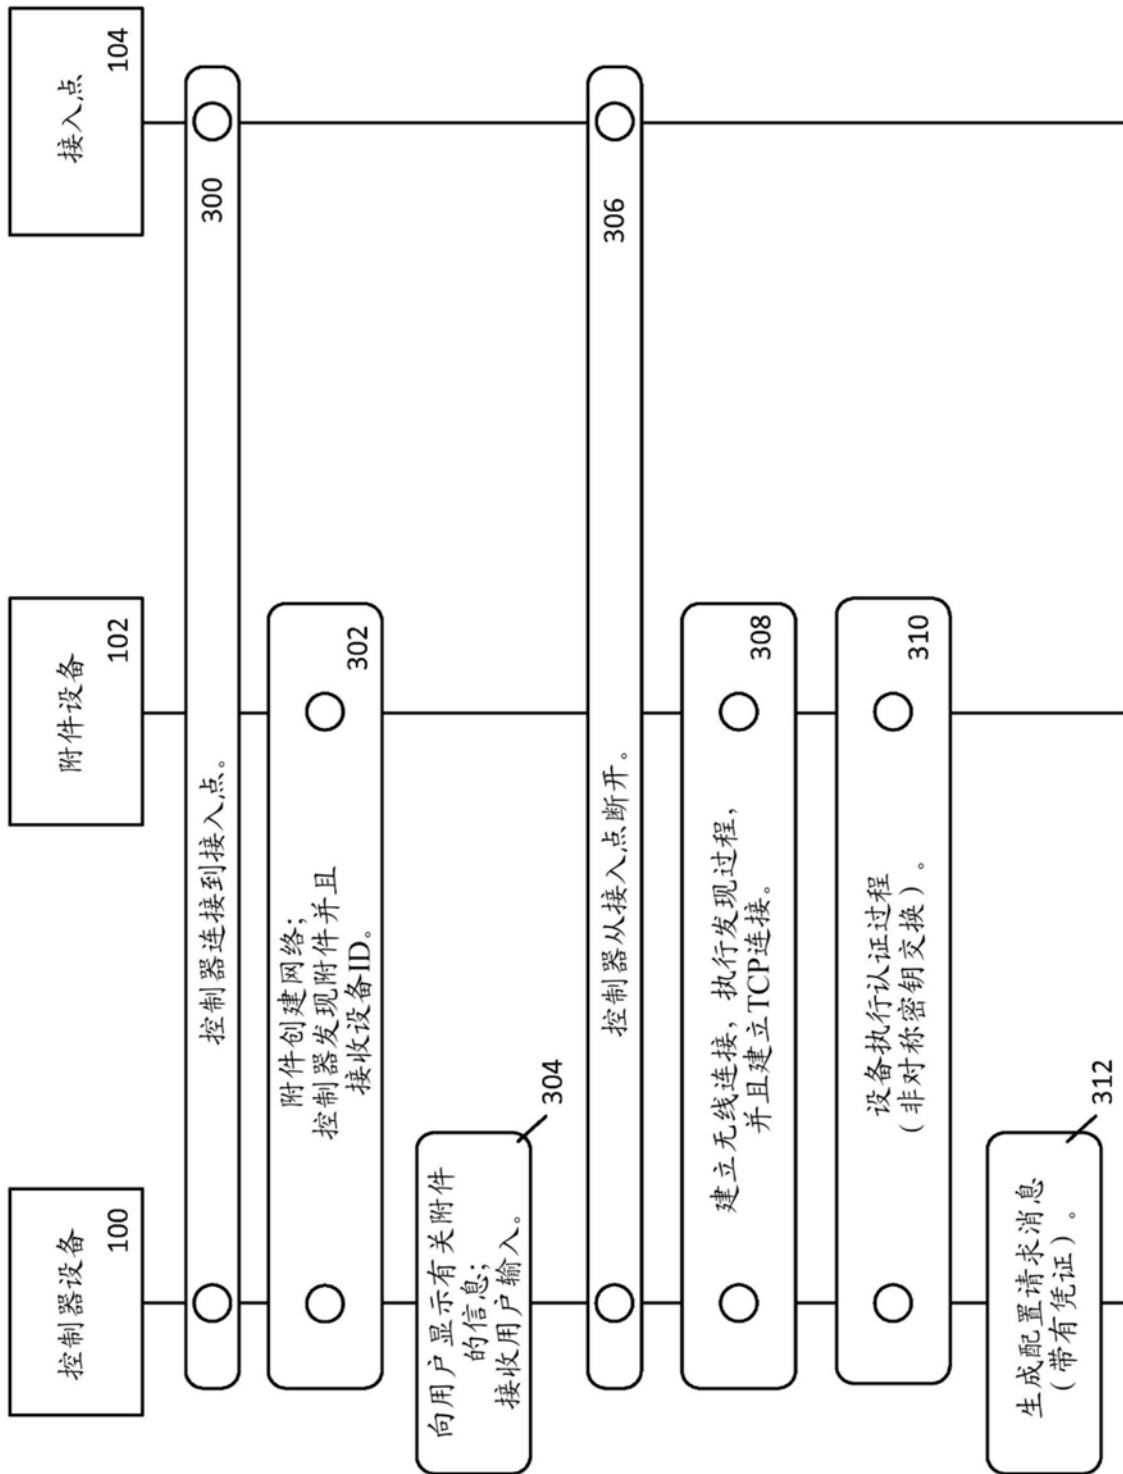 控制器设备
100
附件设备
102
接入点
104
控制器连接到接入点。
300
附件创建网络；
控制器发现附件并且
接收设备ID。
302
向用户显示有关附件
的信息；
接收用户输入。
304
控制器从接入点断开。
306
建立无线连接，执行发现过程，
并且建立TCP连接。
308
设备执行认证过程
（非对称密钥交换）。
310
生成配置请求消息
（带有凭证）。
312